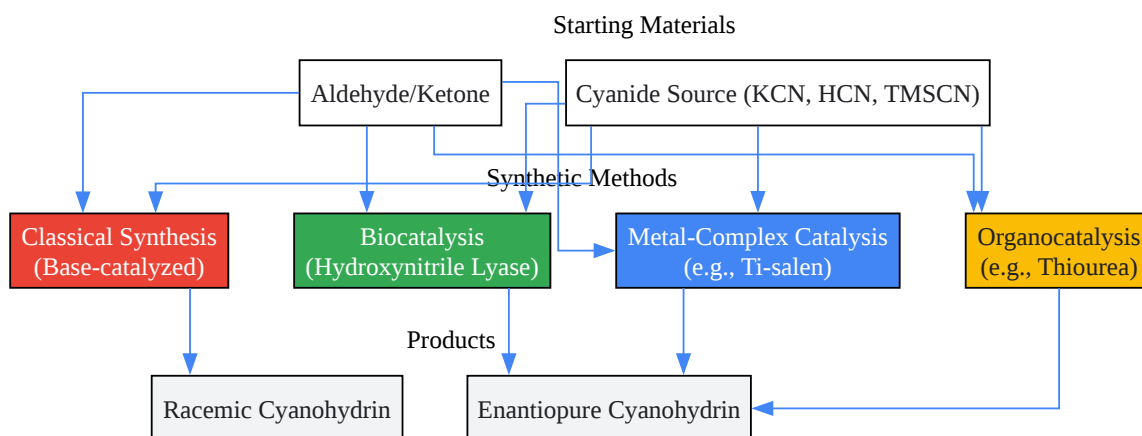 Starting Materials
Aldehyde/Ketone
Cyanide Source (KCN, HCN, TMSCN)
Synthetic Methods
Classical Synthesis
(Base-catalyzed)
Biocatalysis
(Hydroxynitrile Lyase)
Metal-Complex Catalysis
(e.g., Ti-salen)
Organocatalysis
(e.g., Thiourea)
Products
Racemic Cyanohydrin
Enantiopure Cyanohydrin